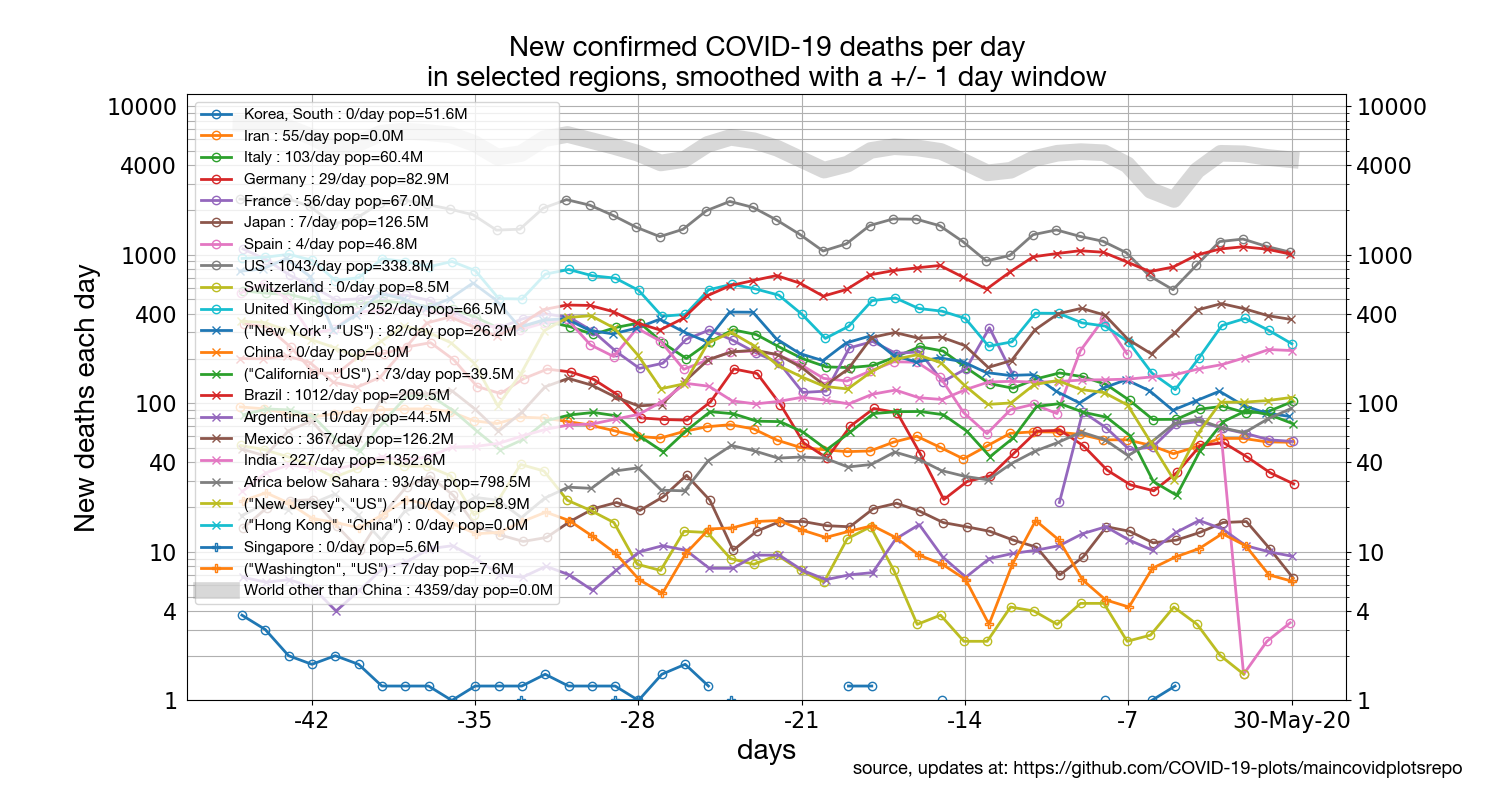 New confirmed COVID-19 deaths per day
in selected regions, smoothed with a +/- 1 day window
New deaths each day
10000
4000
1000
400
100
40
10
4
1
Korea, South : 0/day pop=51.6M
Iran : 55/day pop=0.0M
Italy : 103/day pop=60.4M
Germany : 29/day pop=82.9M
France : 56/day pop=67.0M
Japan : 7/day pop=126.5M
Spain : 4/day pop=46.8M
US : 1043/day pop=338.8M
Switzerland : 0/day pop=8.5M
United Kingdom : 252/day pop=66.5M
("New York", "US") : 82/day pop=26.2M
China : 0/day pop=0.0M
("California", "US") : 73/day pop=39.5M
Brazil : 1012/day pop=209.5M
Argentina : 10/day pop=44.5M
Mexico : 367/day pop=126.2M
India : 227/day pop=1352.6M
Africa below Sahara : 93/day pop=798.5M
("New Jersey", "US") : 110/day pop=8.9M
("Hong Kong", "China") : 0/day pop=0.0M
Singapore : 0/day pop=5.6M
("Washington", "US") : 7/day pop=7.6M
World other than China : 4359/day pop=0.0M
10000
4000
1000
400
100
40
10
4
1
-42 -35 -28 -21 -14 -7 30-May-20
days
source, updates at: https://github.com/COVID-19-plots/maincovidplotsrepo